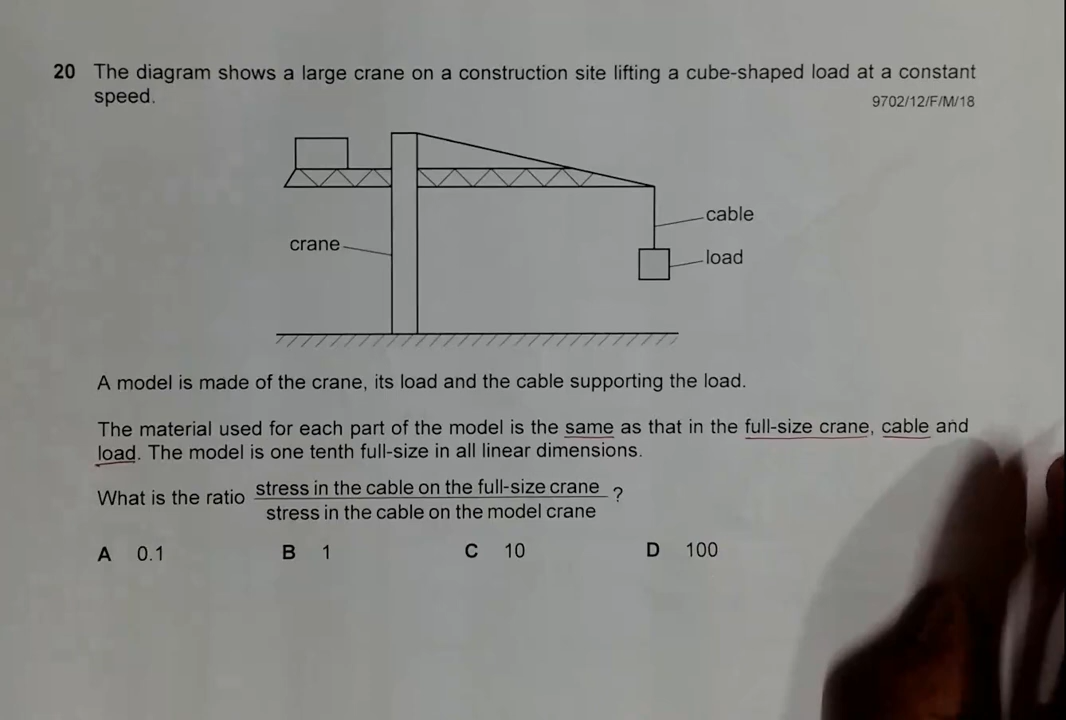 20 The diagram shows a large crane on a construction site lifting a cube-shaped load at a constant
speed.
9702/12/F/M/18
cable
crane
load
A model is made of the crane, its load and the cable supporting the load.
The material used for each part of the model is the same as that in the full-size crane, cable and
load. The model is one tenth full-size in all linear dimensions.
What is the ratio stress in the cable on the full-size crane ?
stress in the cable on the model crane
A 0.1 B 1 C 10 D 100